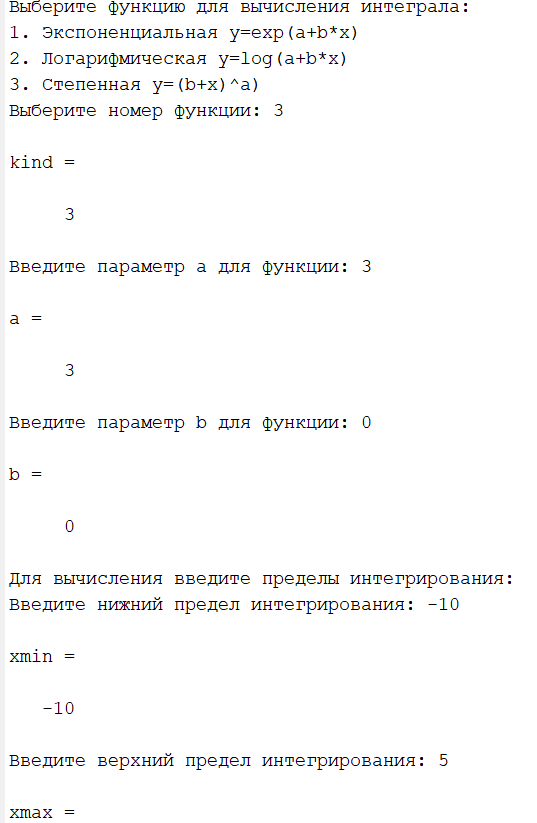 Выберите функцию для вычисления интеграла:
1. Экспоненциальная y=exp(a+b*x)
2. Логарифмическая y=log(a+b*x)
3. Степенная y=(b+x)^a)
Выберите номер функции: 3
kind =
3
Введите параметр a для функции: 3
a =
3
Введите параметр b для функции: 0
b =
0
Для вычисления введите пределы интегрирования:
Введите нижний предел интегрирования: -10
xmin =
-10
Введите верхний предел интегрирования: 5
xmax =